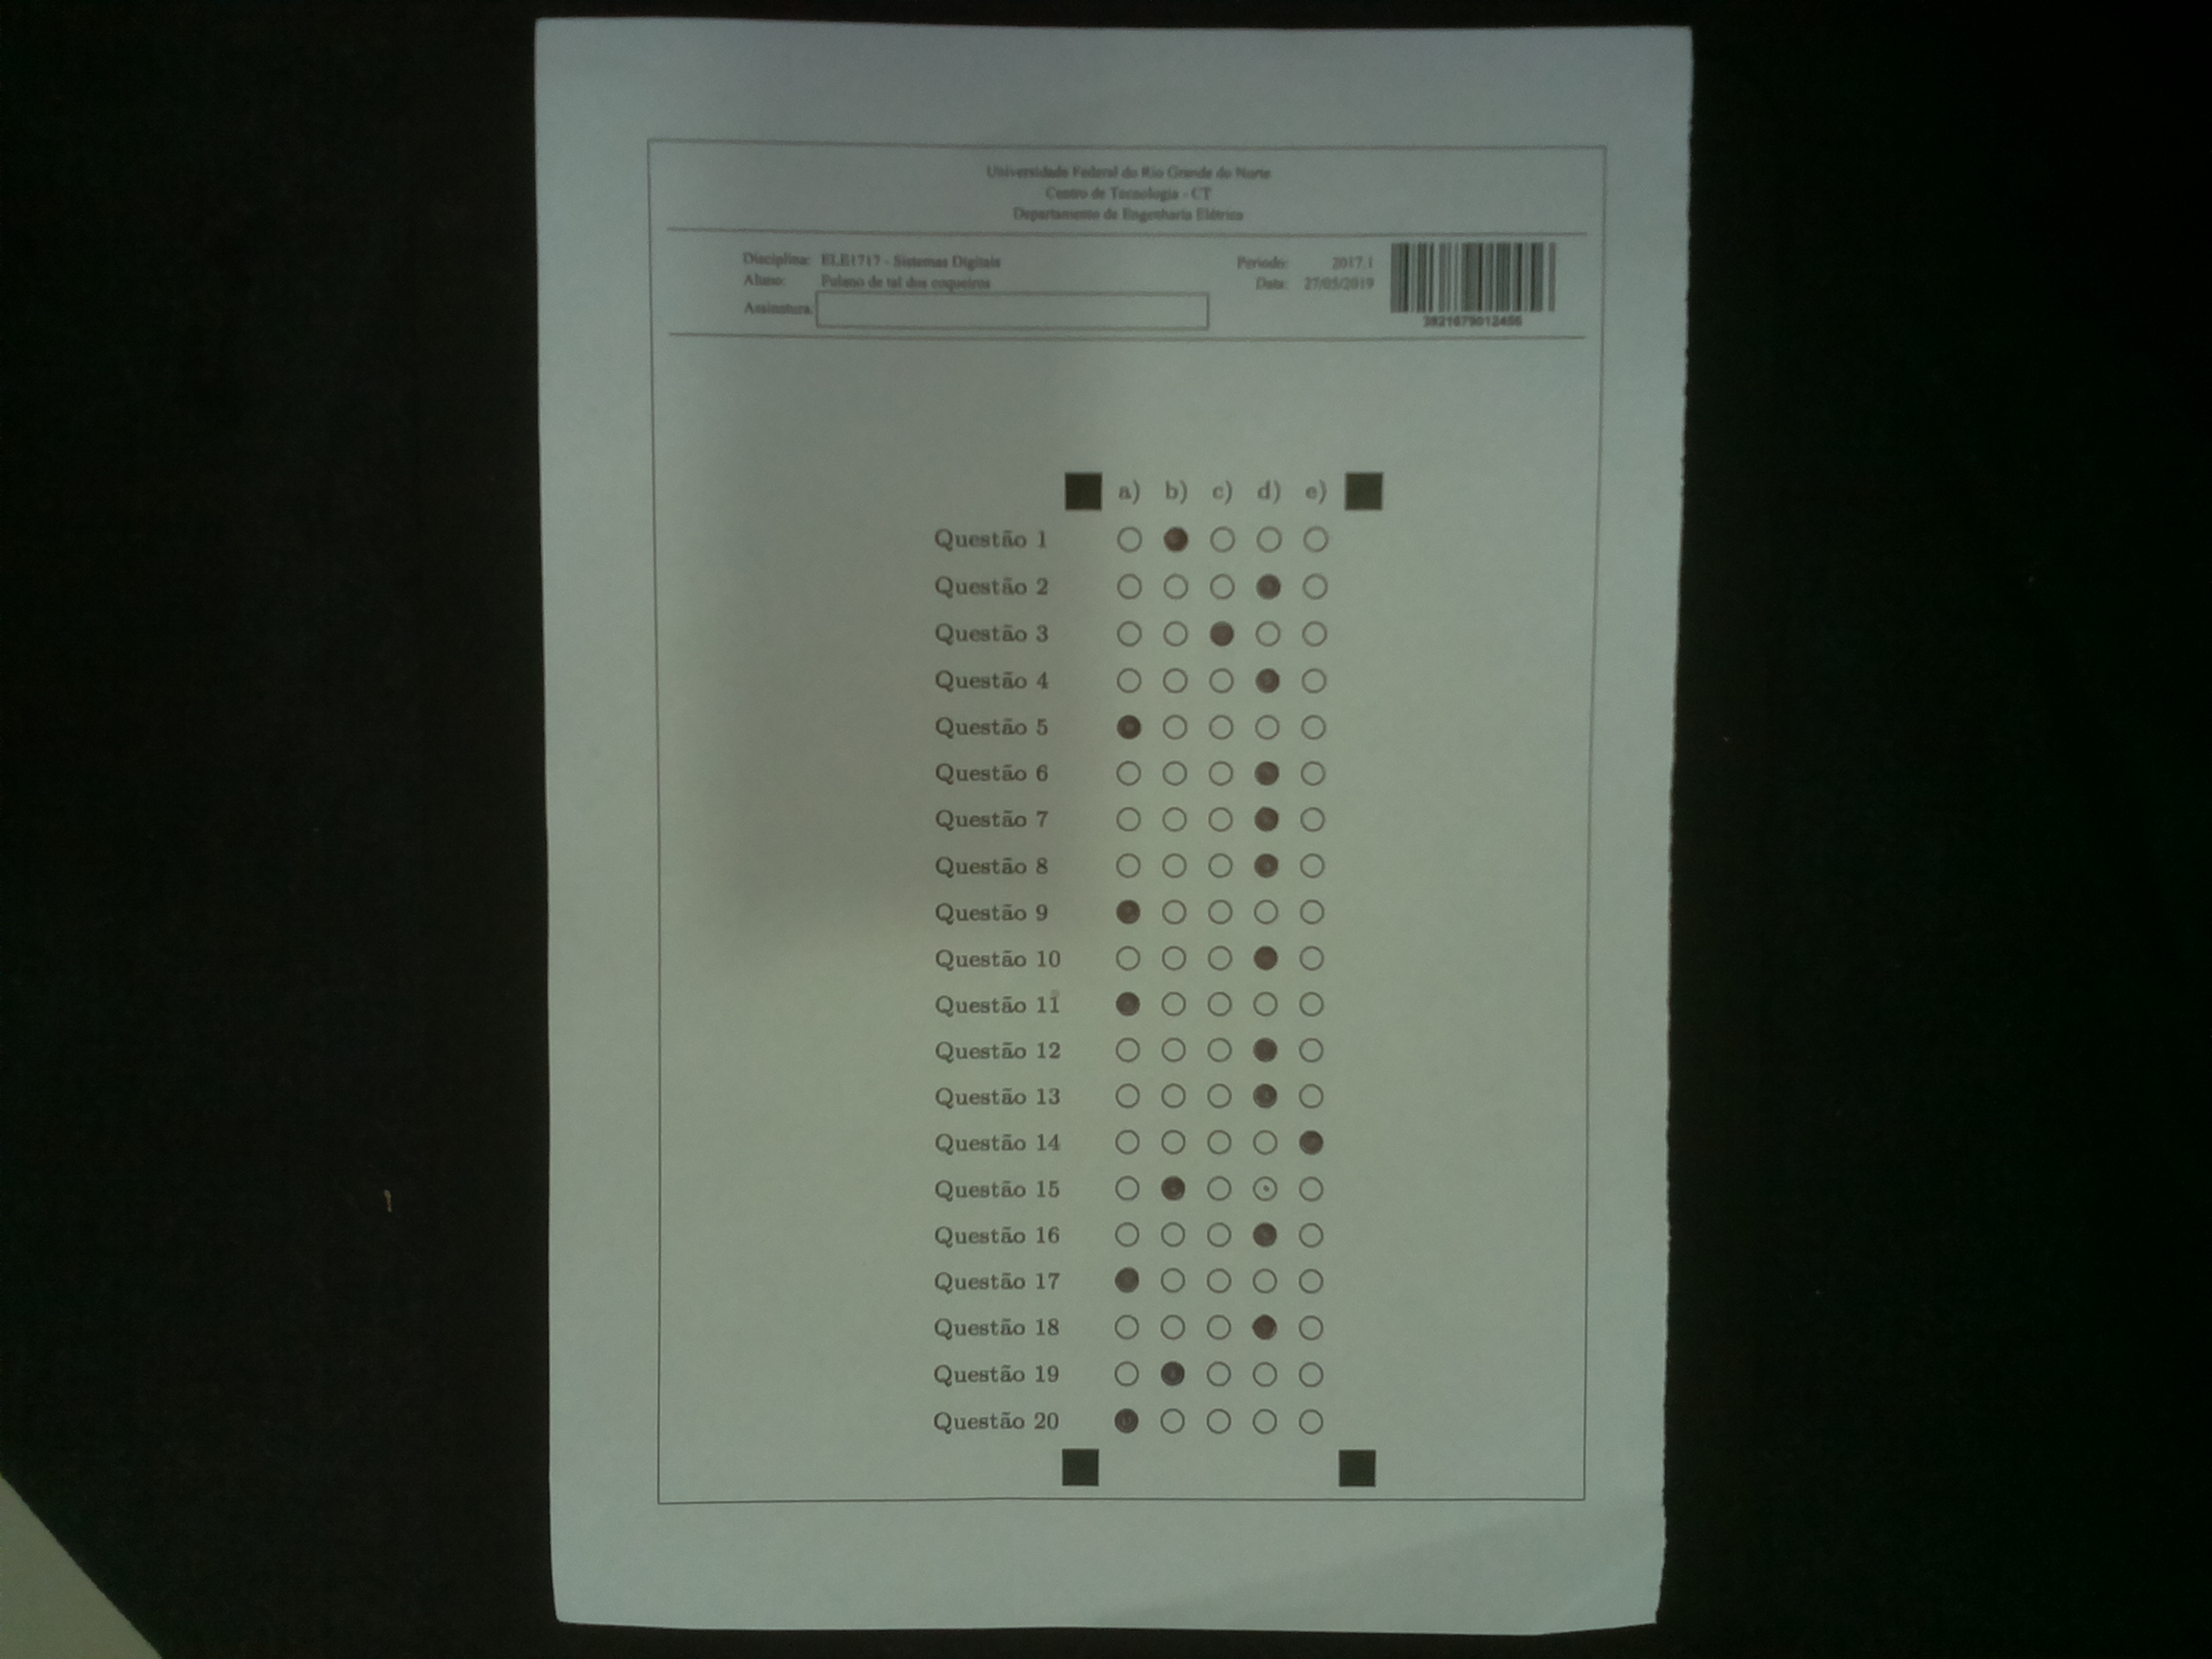 Universidade Federal do Rio Grande do Norte
Centro de Tecnologia - CT
Departamento de Engenharia Elétrica
Disciplina: ELE1717 - Sistemas Digitais Periodo: 2017.1
Aluno: Fulano de tal dos coqueiros Data: 27/05/2019
Assinatura:
3821679012466
a) b) c) d) e)
Questão 1
Questão 2
Questão 3
Questão 4
Questão 5
Questão 6
Questão 7
Questão 8
Questão 9
Questão 10
Questão 11
Questão 12
Questão 13
Questão 14
Questão 15
Questão 16
Questão 17
Questão 18
Questão 19
Questão 20